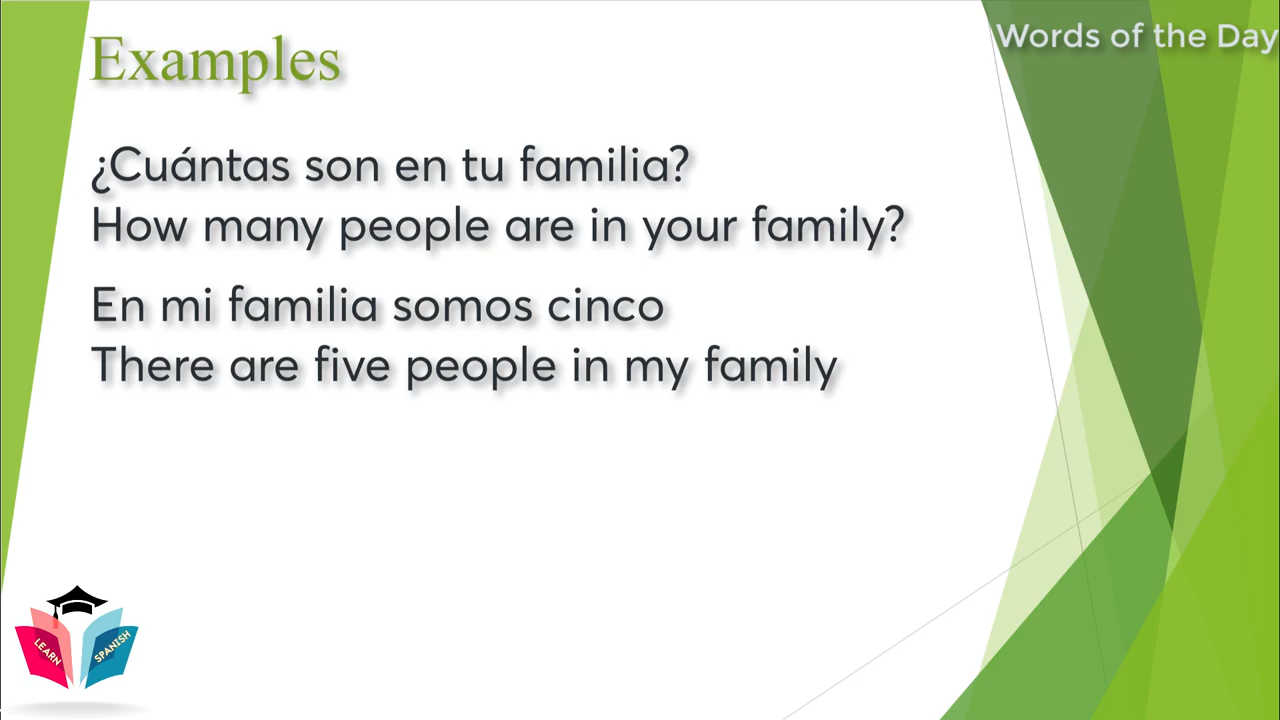 Words of the Day
Examples
¿Cuántas son en tu familia?
How many people are in your family?
En mi familia somos cinco
There are five people in my family
LEARN
SPANISH